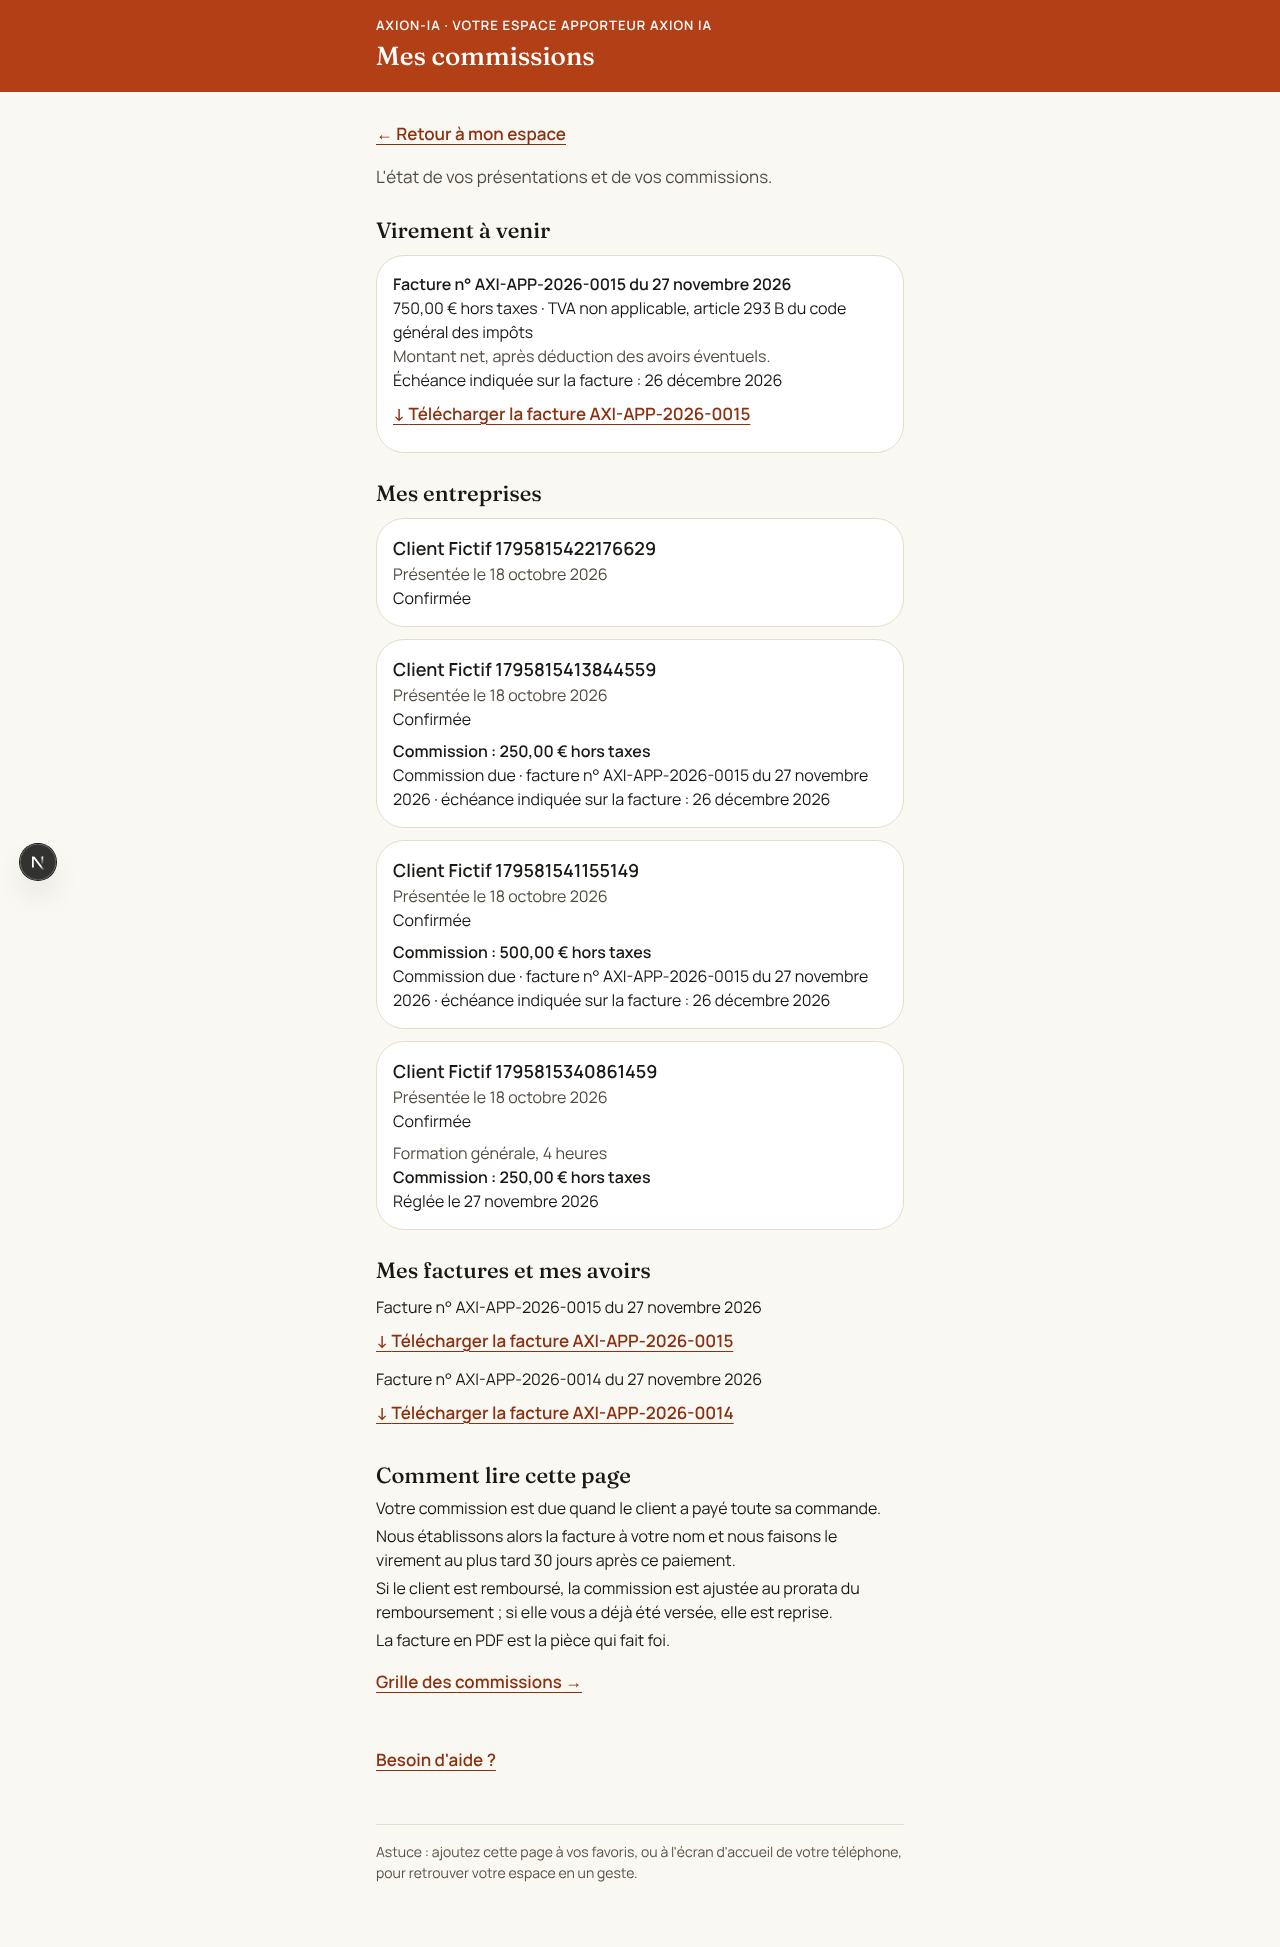 AXION-IA · VOTRE ESPACE APPORTEUR AXION IA
Mes commissions
← Retour à mon espace
L'état de vos présentations et de vos commissions.
Virement à venir
Facture n° AXI-APP-2026-0015 du 27 novembre 2026
750,00 € hors taxes · TVA non applicable, article 293 B du code
général des impôts
Montant net, après déduction des avoirs éventuels.
Échéance indiquée sur la facture : 26 décembre 2026
↓ Télécharger la facture AXI-APP-2026-0015
Mes entreprises
Client Fictif 1795815422176629
Présentée le 18 octobre 2026
Confirmée
Client Fictif 1795815413844559
Présentée le 18 octobre 2026
Confirmée
Commission : 250,00 € hors taxes
Commission due · facture n° AXI-APP-2026-0015 du 27 novembre
2026 · échéance indiquée sur la facture : 26 décembre 2026
Client Fictif 179581541155149
Présentée le 18 octobre 2026
Confirmée
Commission : 500,00 € hors taxes
Commission due · facture n° AXI-APP-2026-0015 du 27 novembre
2026 · échéance indiquée sur la facture : 26 décembre 2026
Client Fictif 1795815340861459
Présentée le 18 octobre 2026
Confirmée
Formation générale, 4 heures
Commission : 250,00 € hors taxes
Réglée le 27 novembre 2026
N
Mes factures et mes avoirs
Facture n° AXI-APP-2026-0015 du 27 novembre 2026
↓ Télécharger la facture AXI-APP-2026-0015
Facture n° AXI-APP-2026-0014 du 27 novembre 2026
↓ Télécharger la facture AXI-APP-2026-0014
Comment lire cette page
Votre commission est due quand le client a payé toute sa commande.
Nous établissons alors la facture à votre nom et nous faisons le
virement au plus tard 30 jours après ce paiement.
Si le client est remboursé, la commission est ajustée au prorata du
remboursement ; si elle vous a déjà été versée, elle est reprise.
La facture en PDF est la pièce qui fait foi.
Grille des commissions →
Besoin d'aide ?
Astuce : ajoutez cette page à vos favoris, ou à l'écran d'accueil de votre téléphone,
pour retrouver votre espace en un geste.